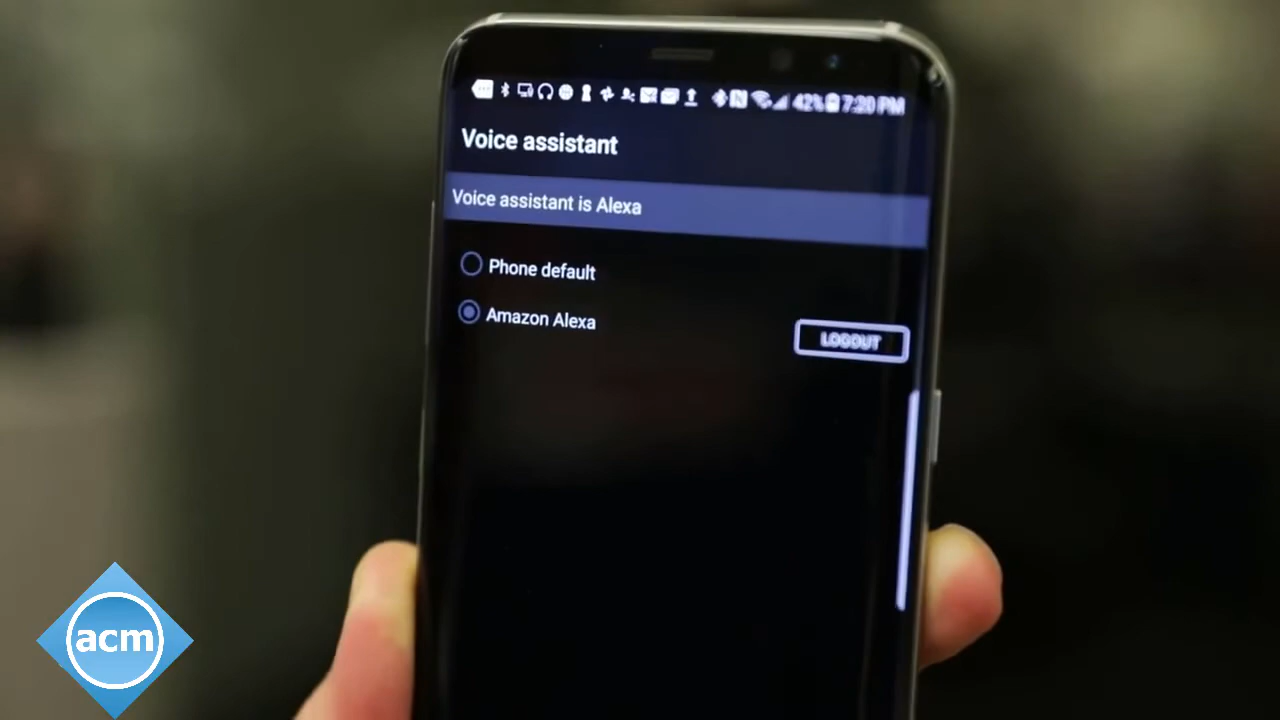 42% 7:20 PM
Voice assistant
Voice assistant is Alexa
Phone default
Amazon Alexa
LOGOUT
acm